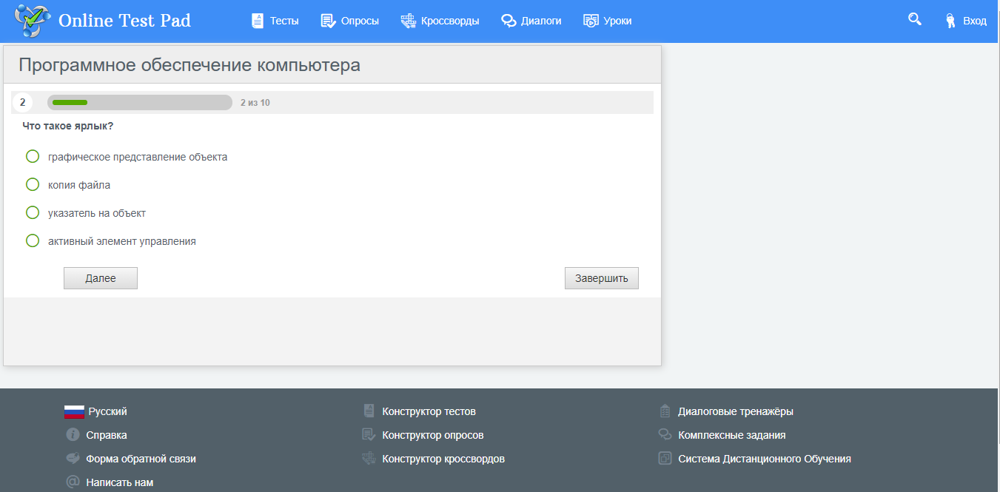 Online Test Pad Тесты Опросы Кроссворды Диалоги Уроки Вход
Программное обеспечение компьютера
2 2 из 10
Что такое ярлык?
графическое представление объекта
копия файла
указатель на объект
активный элемент управления
Далее Завершить
Русский Конструктор тестов Диалоговые тренажёры
Справка Конструктор опросов Комплексные задания
Форма обратной связи Конструктор кроссвордов Система Дистанционного Обучения
Написать нам